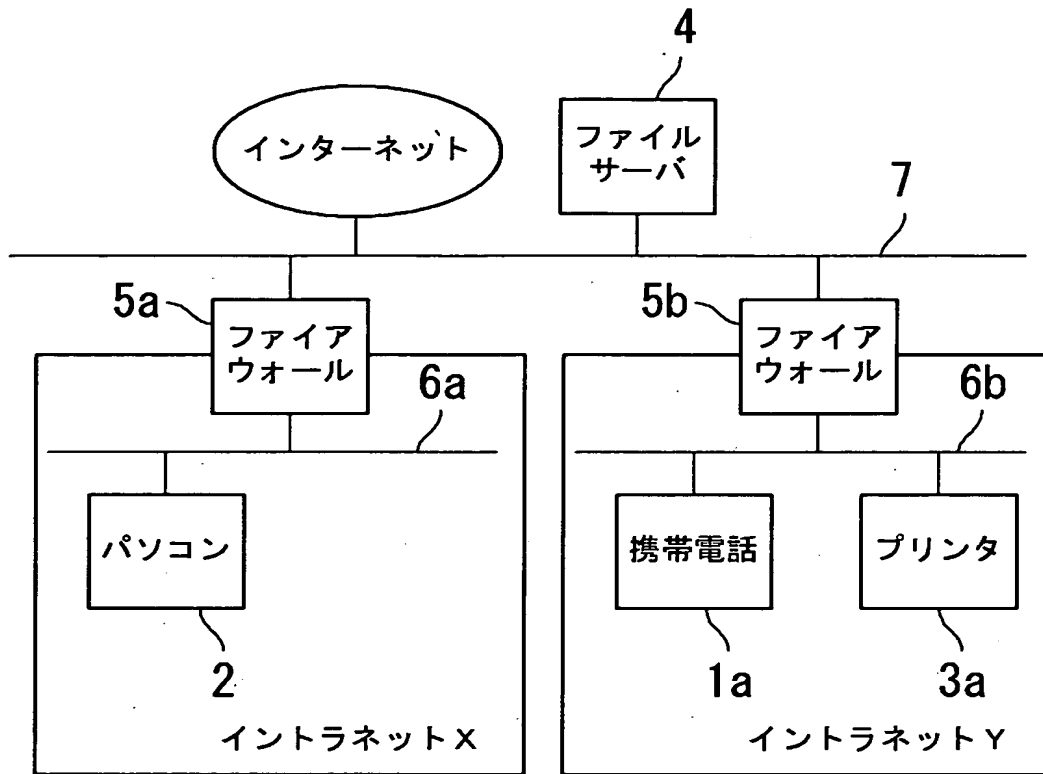 4
インターネット
ファイル
サーバ
7
5a
ファイア
ウォール
5b
ファイア
ウォール
6a
6b
パソコン
携帯電話
プリンタ
2
1a
3a
イントラネットX
イントラネットY